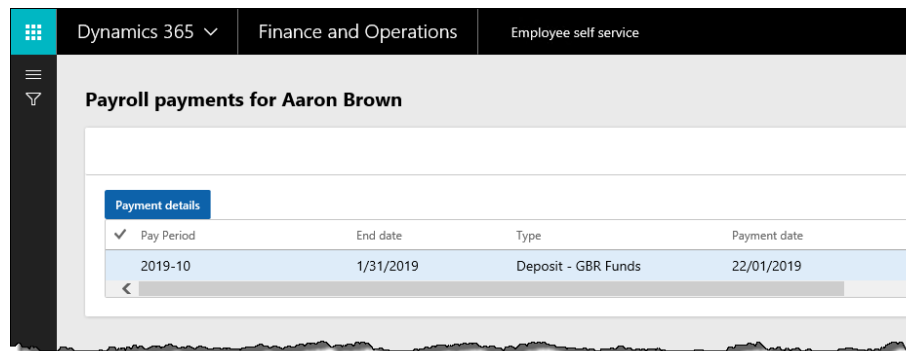 Dynamics 365 Finance and Operations Employee self service
Payroll payments for Aaron Brown
Payment details
Pay Period End date Type Payment date
2019-10 1/31/2019 Deposit - GBR Funds 22/01/2019